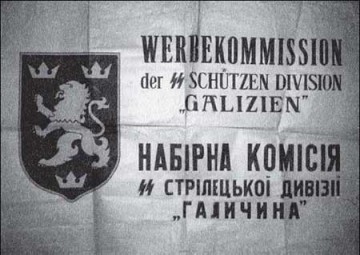 WERBEKOMMISSION
der ᛋᛋ SCHÜTZEN DIVISION
„GALIZIEN"
НАБІРНА КОМІСІЯ
ᛋᛋ СТРІЛЕЦЬКОЇ ДИВІЗІЇ
„ГАЛИЧИНА"